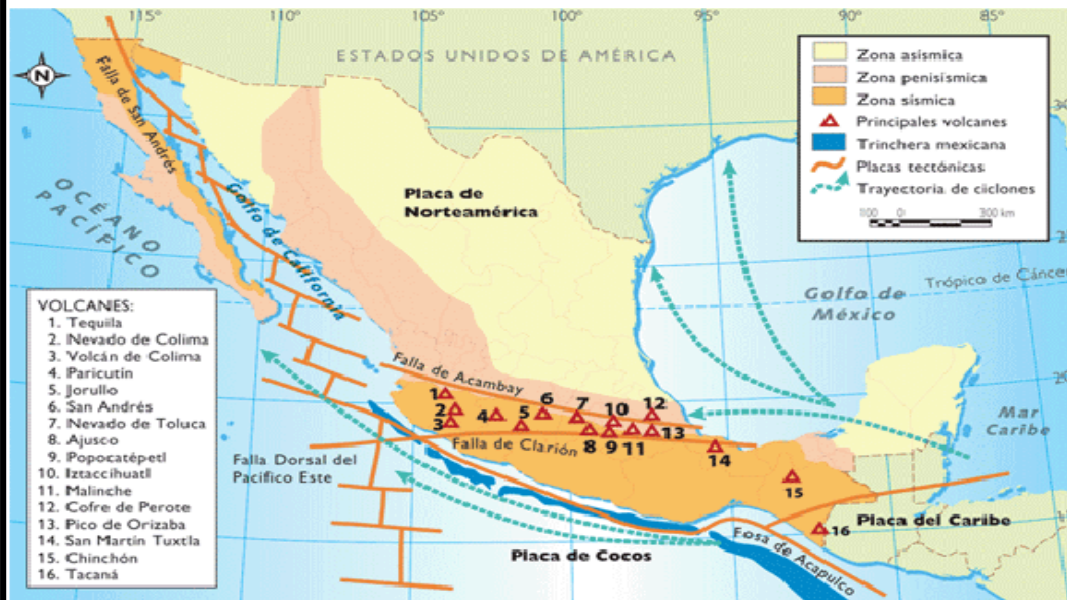 115°
110°
105°
100°
95°
90°
85°
ESTADOS UNIDOS DE AMÉRICA
N
Falla de San Andrés
OCÉANO
PACÍFICO
Golfo de California
Placa de
Norteamérica
Zona asísmica
Zona penisísmica
Zona sísmica
Principales volcanes
Trinchera mexicana
Placas tectónicas
Trayectoria de ciclones
100 0 300 km
Trópico de Cánce
Golfo de
México
Mar
Caribe
VOLCANES:
1. Tequila
2. Nevado de Colima
3. Volcán de Colima
4. Paricutín
5. Jorullo
6. San Andrés
7. Nevado de Toluca
8. Ajusco
9. Popocatépetl
10. Iztaccíhuatl
11. Malinche
12. Cofre de Perote
13. Pico de Orizaba
14. San Martín Tuxtla
15. Chinchón
16. Tacaná
Falla de Acambay
1
2
3
4
5
6
7
8
9
10
11
12
13
14
15
16
Falla de Clarión
Falla Dorsal del
Pacífico Este
Placa de Cocos
Fosa de Acapulco
Placa del Caribe